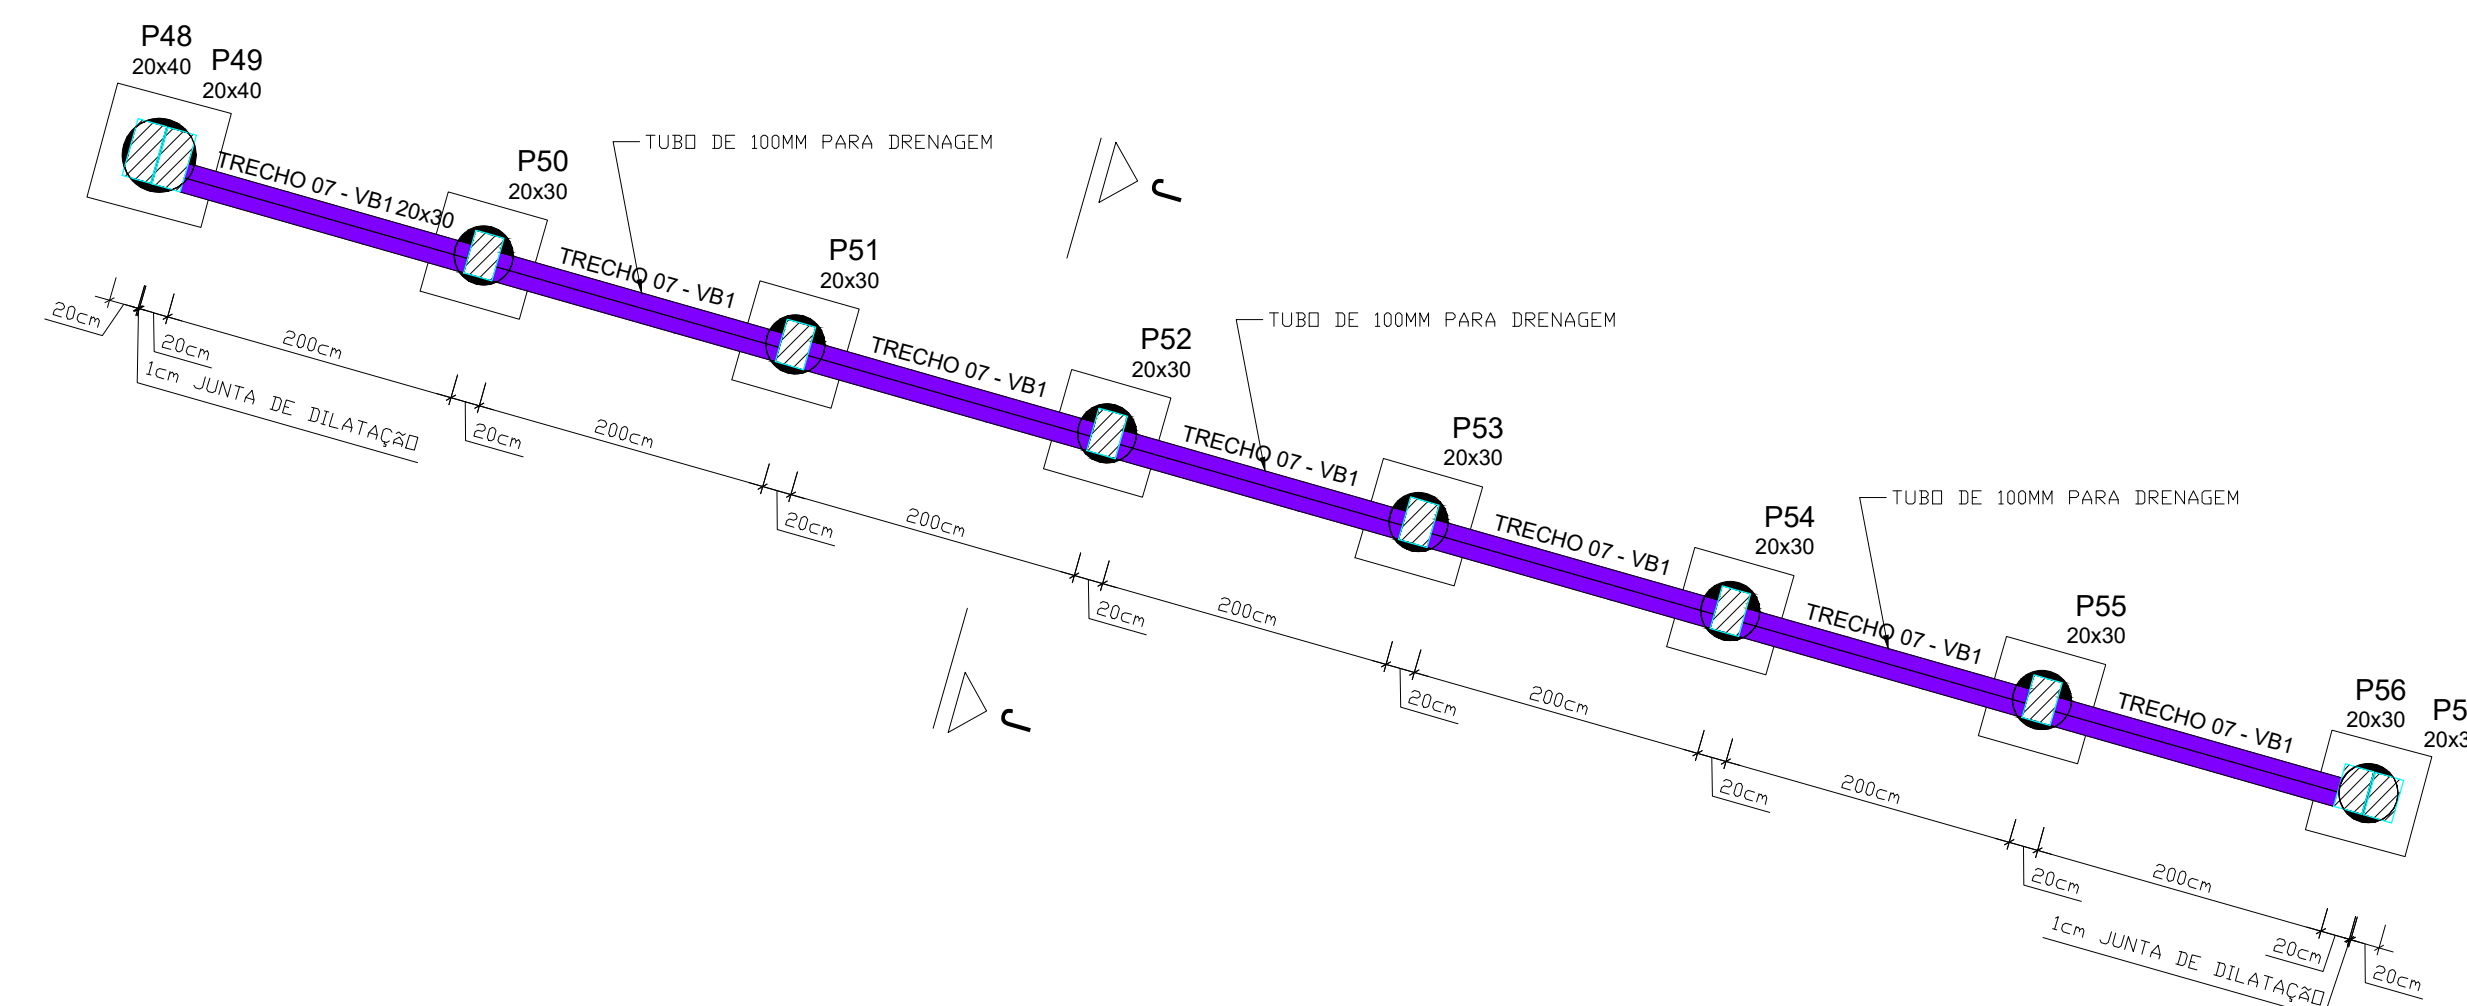 P48
20x40
P49
20x40
TRECHO 07 - VB1 20x30
P50
20x30
TUBO DE 100MM PARA DRENAGEM
TRECHO 07 - VB1
P51
20x30
J
TRECHO 07 - VB1
P52
20x30
TUBO DE 100MM PARA DRENAGEM
TRECHO 07 - VB1
P53
20x30
TRECHO 07 - VB1
P54
20x30
TUBO DE 100MM PARA DRENAGEM
TRECHO 07 - VB1
P55
20x30
TRECHO 07 - VB1
P56
20x30
P5
20x3
20cm
20cm
1cm JUNTA DE DILATAÇÃO
200cm
20cm
200cm
20cm
200cm
20cm
J
200cm
20cm
200cm
20cm
200cm
20cm
200cm
20cm
1cm JUNTA DE DILATAÇÃO
20cm